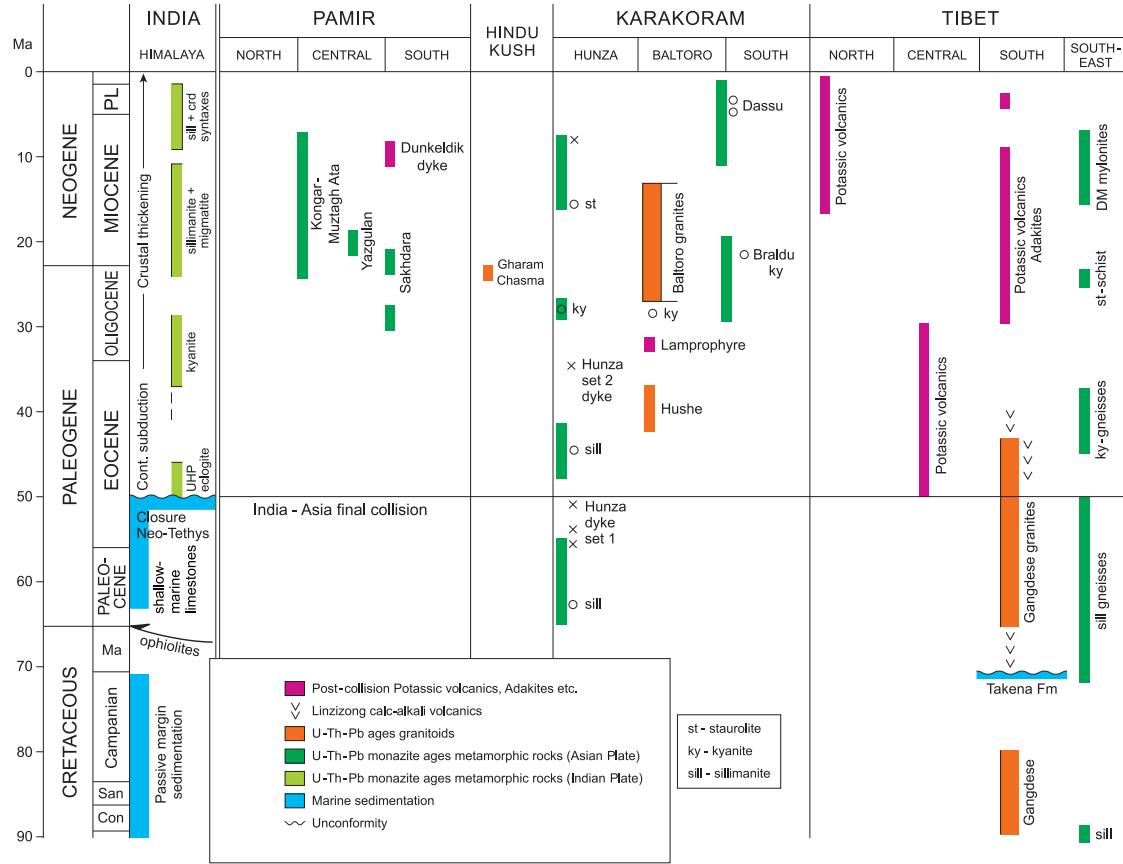 INDIA
PAMIR
HINDU
KUSH
KARAKORAM
TIBET
Ma
HIMALAYA
NORTH
CENTRAL
SOUTH
HUNZA
BALTORO
SOUTH
NORTH
CENTRAL
SOUTH
SOUTH-
EAST
0
10
20
30
40
50
60
70
80
90
NEOGENE
PALEOGENE
CRETACEOUS
PL
MIOCENE
OLIGOCENE
EOCENE
PALEO-
CENE
Ma
Campanian
San
Con
Crustal thickening
Cont. subduction
sill + crd
syntaxes
sillimanite +
migmatite
kyanite
UHP
eclogite
Closure
Neo-Tethys
shallow-
marine
limestones
ophiolites
Passive margin
sedimentation
Kongar-
Muztagh Ata
Yazgulan
Dunkeldik
dyke
Sakhdara
India - Asia final collision
Gharam
Chasma
st
ky
Hunza
set 2
dyke
sill
Hunza
dyke
set 1
sill
Baltoro granites
ky
Lamprophyre
Hushe
Dassu
Braldu
ky
Potassic volcanics
Potassic volcanics
Potassic volcanics
Adakites
Gangdese granites
Takena Fm
Gangdese
DM mylonites
st-schist
ky-gneisses
sill gneisses
sill
Post-collision Potassic volcanics, Adakites etc.
Linzizong calc-alkali volcanics
U-Th-Pb ages granitoids
U-Th-Pb monazite ages metamorphic rocks (Asian Plate)
U-Th-Pb monazite ages metamorphic rocks (Indian Plate)
Marine sedimentation
Unconformity
st - staurolite
ky - kyanite
sill - sillimanite